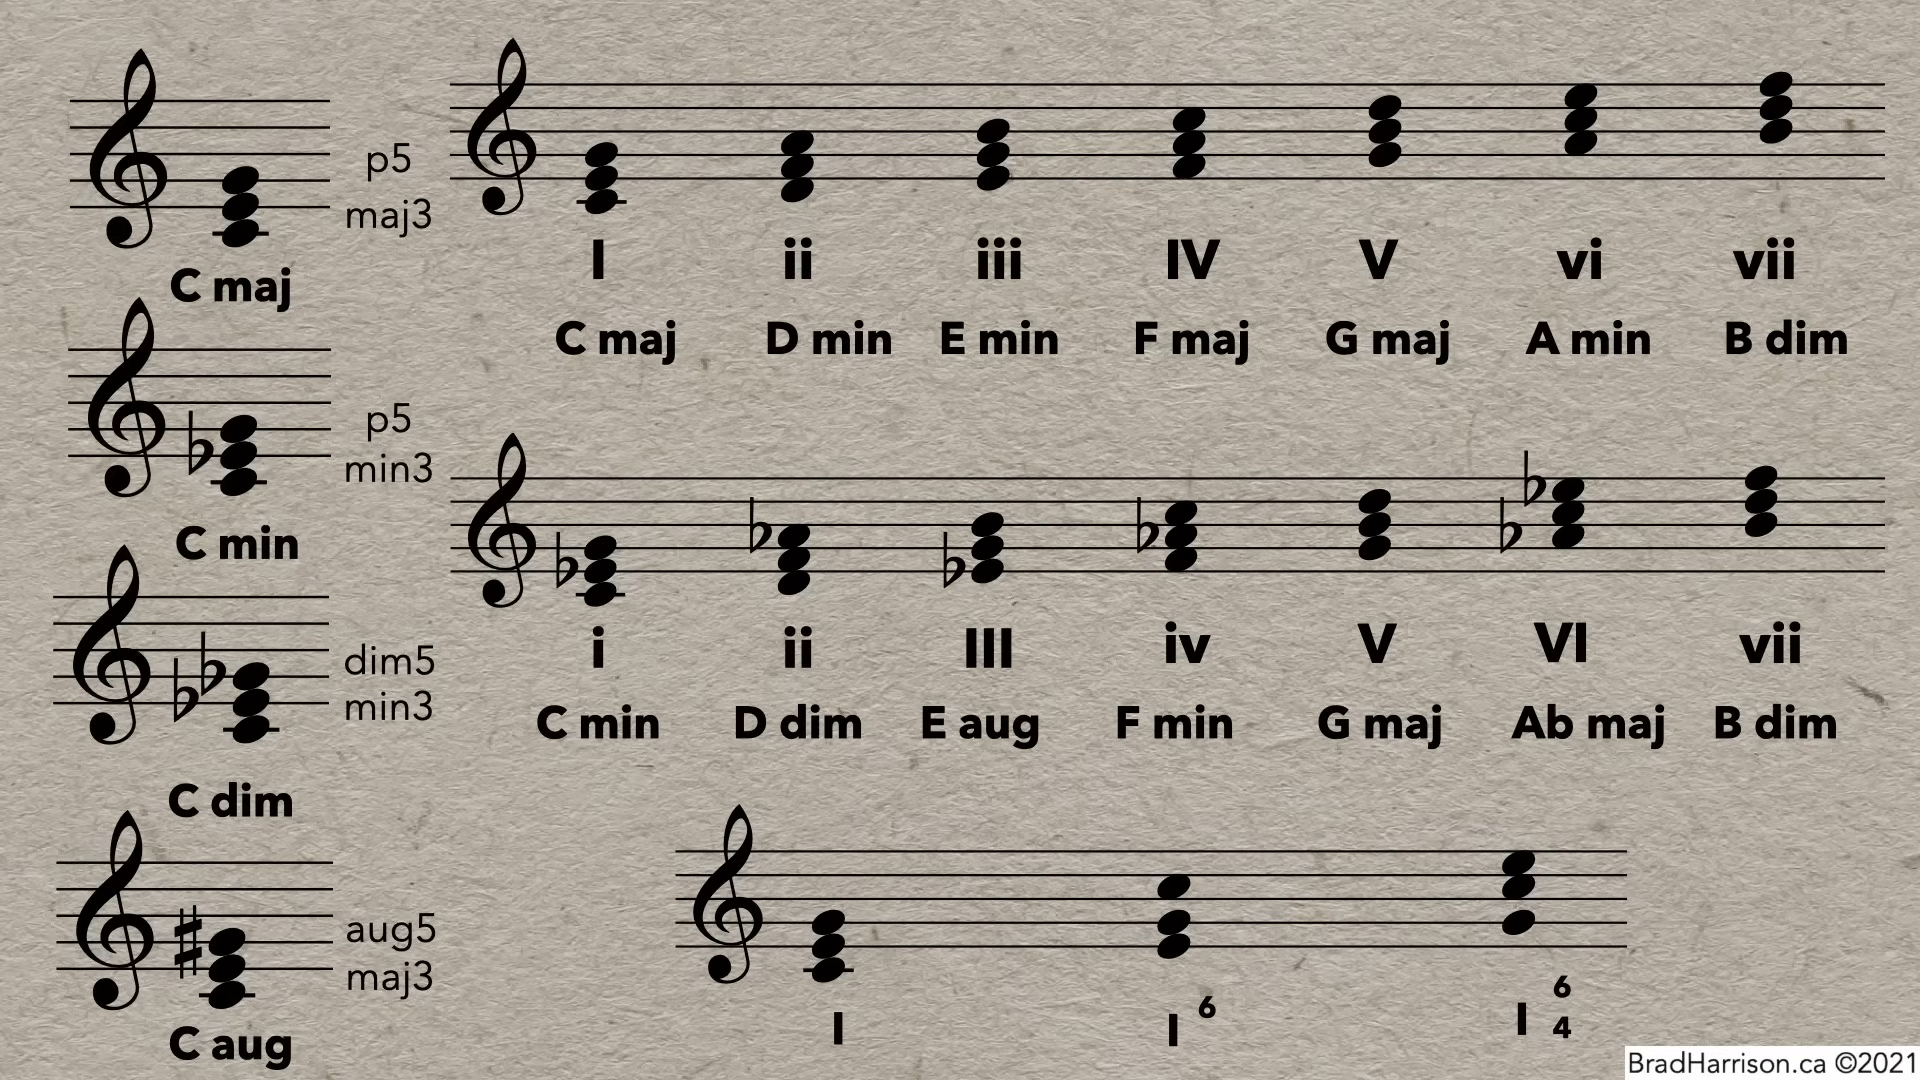 p5
maj3
C maj
p5
min3
C min
dim5
min3
C dim
aug5
maj3
C aug
I ii iii IV V vi vii
C maj D min E min F maj G maj A min B dim
i ii III iv V VI vii
C min D dim E aug F min G maj Ab maj B dim
I I 6 I 6 4
BradHarrison.ca ©2021